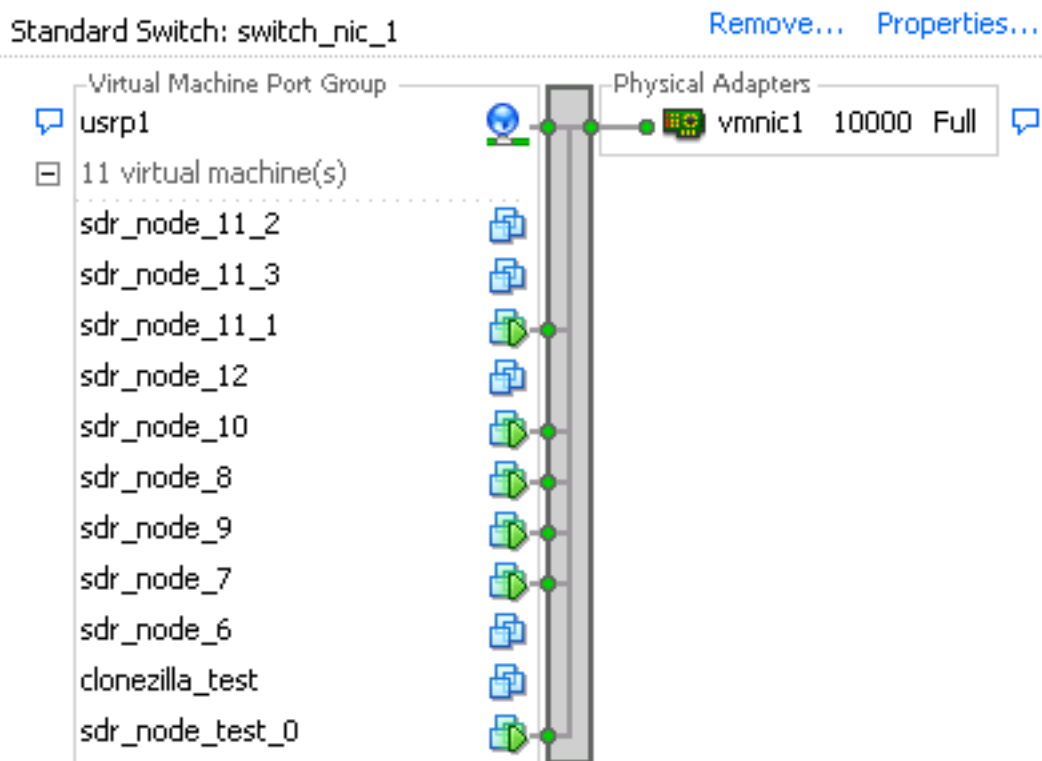 Standard Switch: switch_nic_1 Remove... Properties...
Virtual Machine Port Group Physical Adapters
usrp1 vmnic1 10000 Full
11 virtual machine(s)
sdr_node_11_2
sdr_node_11_3
sdr_node_11_1
sdr_node_12
sdr_node_10
sdr_node_8
sdr_node_9
sdr_node_7
sdr_node_6
clonezilla_test
sdr_node_test_0